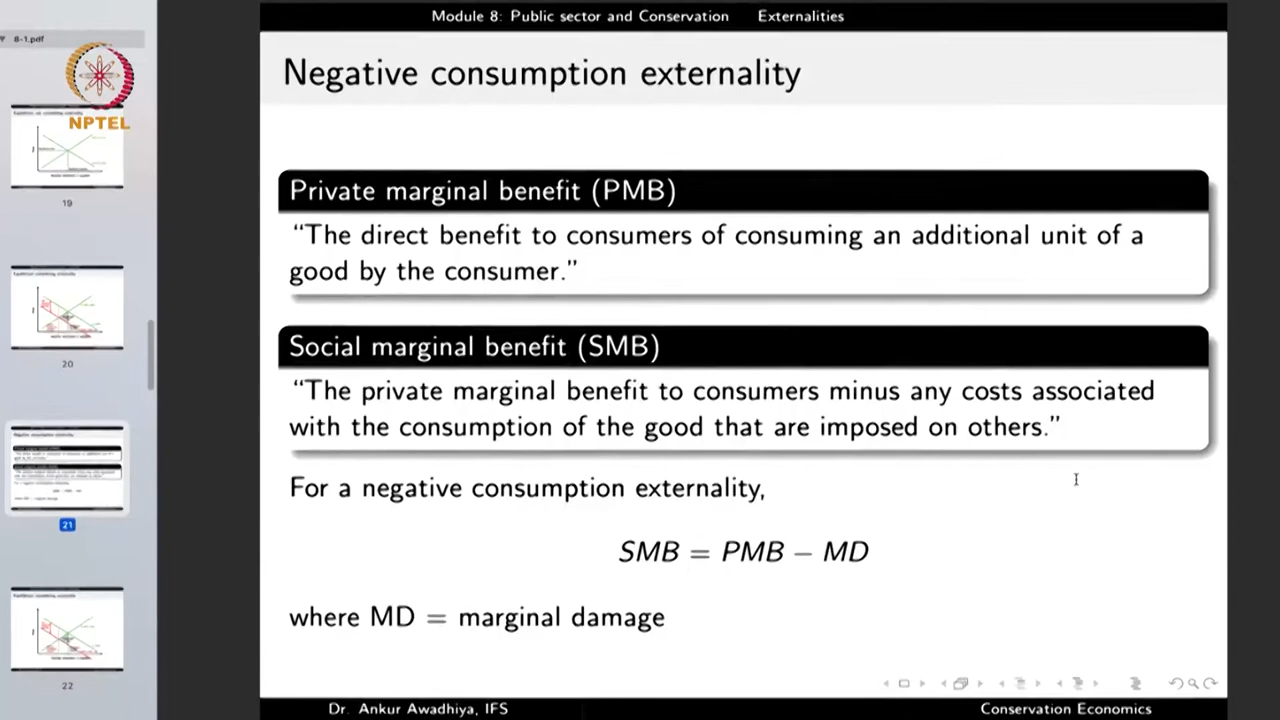 Module 8: Public sector and Conservation Externalities
8-1.pdf
NPTEL
Negative consumption externality
Private marginal benefit (PMB)
“The direct benefit to consumers of consuming an additional unit of a
good by the consumer.”
Social marginal benefit (SMB)
“The private marginal benefit to consumers minus any costs associated
with the consumption of the good that are imposed on others.”
For a negative consumption externality,
SMB = PMB − MD
where MD = marginal damage
19
20
21
22
Dr. Ankur Awadhiya, IFS Conservation Economics